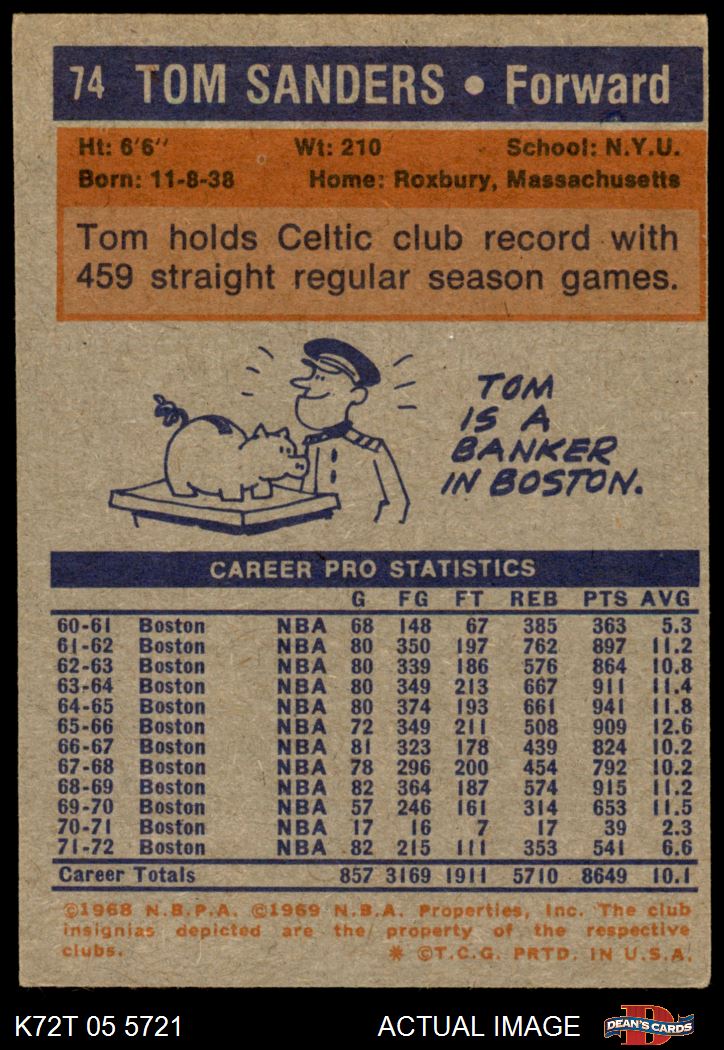 74 TOM SANDERS • Forward
Ht: 6'6" Wt: 210 School: N.Y.U.
Born: 11-8-38 Home: Roxbury, Massachusetts
Tom holds Celtic club record with
459 straight regular season games.
TOM
IS A
BANKER
IN BOSTON.
CAREER PRO STATISTICS
G FG FT REB PTS AVG
60-61 Boston NBA 68 148 67 385 363 5.3
61-62 Boston NBA 80 350 197 762 897 11.2
62-63 Boston NBA 80 339 186 576 864 10.8
63-64 Boston NBA 80 349 213 667 911 11.4
64-65 Boston NBA 80 374 193 661 941 11.8
65-66 Boston NBA 72 349 211 508 909 12.6
66-67 Boston NBA 81 323 178 439 824 10.2
67-68 Boston NBA 78 296 200 454 792 10.2
68-69 Boston NBA 82 364 187 574 915 11.2
69-70 Boston NBA 57 246 161 314 653 11.5
70-71 Boston NBA 17 16 7 17 39 2.3
71-72 Boston NBA 82 215 111 353 541 6.6
Career Totals 857 3169 1911 5710 8649 10.1
©1968 N.B.P.A. ©1969 N.B.A. Properties, Inc. The club
insignias depicted are the property of the respective
clubs. * ©T.C.G. PRTD. IN U.S.A.
K72T 05 5721 ACTUAL IMAGE DEAN'S CARDS